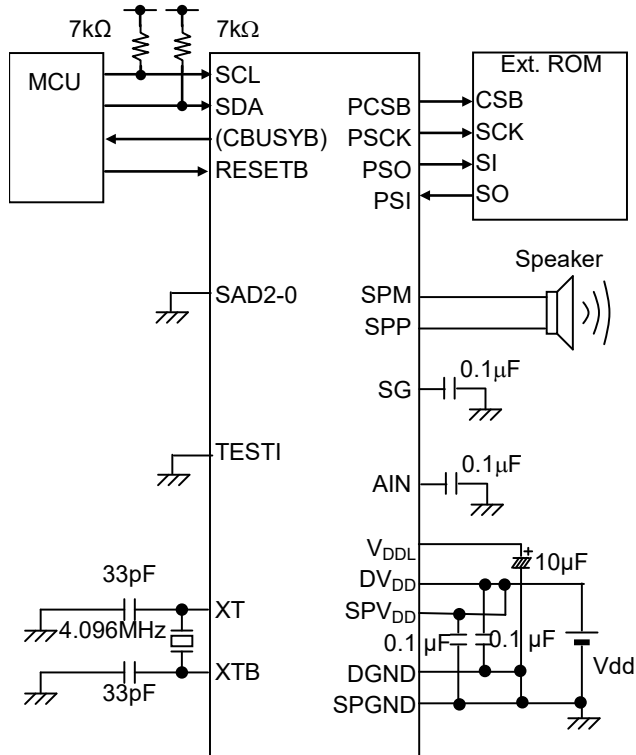 7kΩ
7kΩ
MCU
SCL
SDA
(CBUSYB)
RESETB
Ext. ROM
PCSB
CSB
PSCK
SCK
PSO
SI
PSI
SO
Speaker
SAD2-0
SPM
SPP
SG
0.1μF
TESTI
AIN
0.1μF
VDDL
10μF
DVDD
33pF
XT
SPVDD
4.096MHz
0.1 μF
0.1 μF
XTB
33pF
DGND
Vdd
SPGND